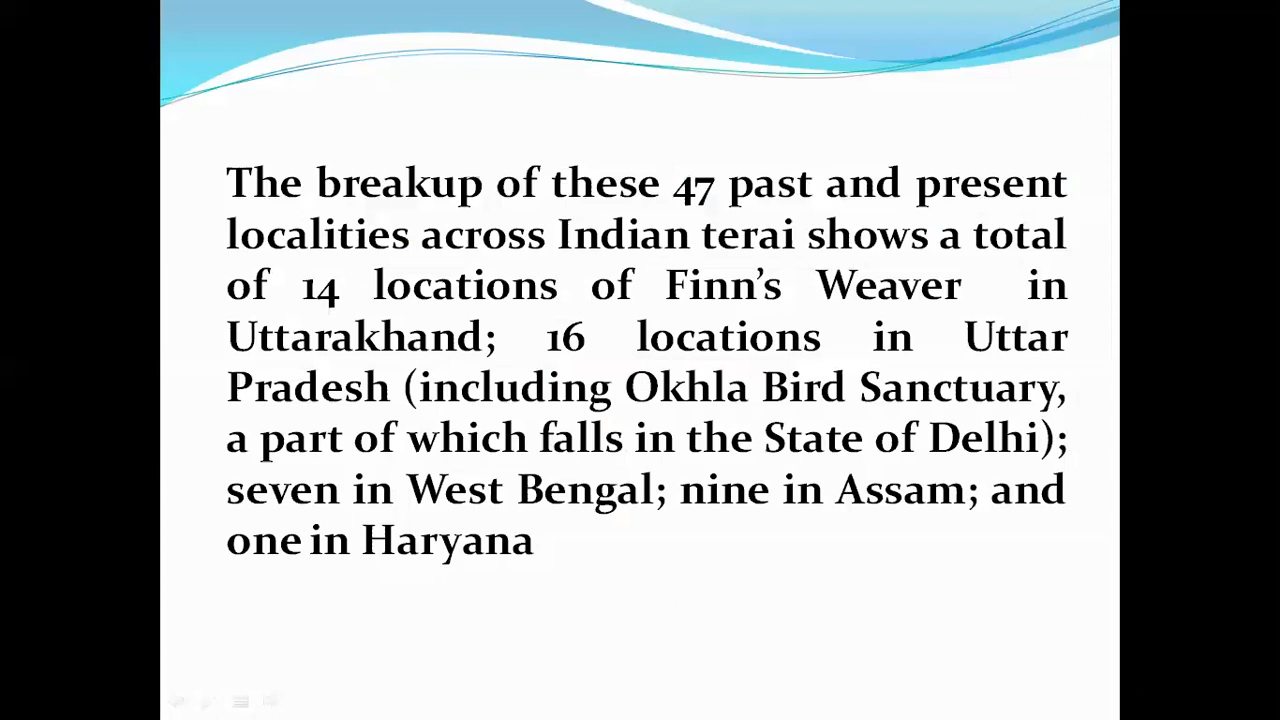 The breakup of these 47 past and present
localities across Indian terai shows a total
of 14 locations of Finn’s Weaver in
Uttarakhand; 16 locations in Uttar
Pradesh (including Okhla Bird Sanctuary,
a part of which falls in the State of Delhi);
seven in West Bengal; nine in Assam; and
one in Haryana